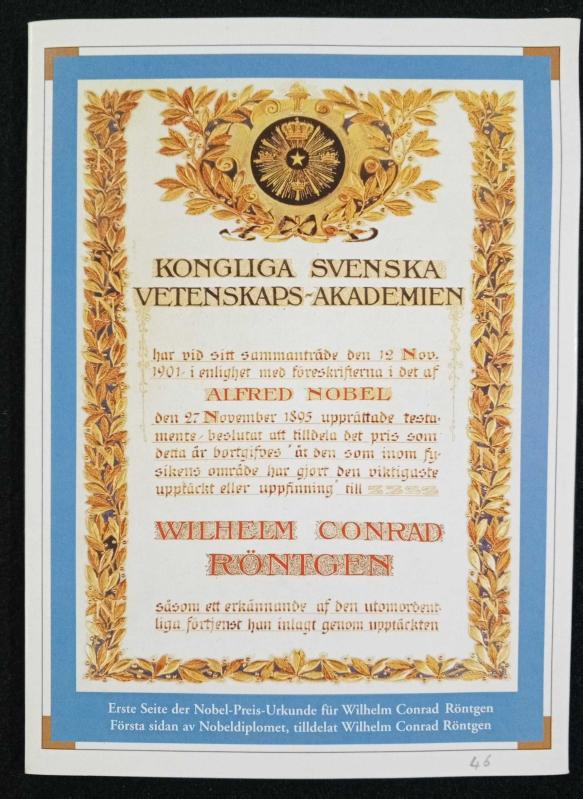 KONGLIGA SVENSKA
VETENSKAPS-AKADEMIEN
har vid sitt sammanträde den 12 Nov.
1901 i enlighet med föreskrifterna i det af
ALFRED NOBEL
den 27 November 1895 upprättade testa-
mente, beslutat att tilldela det pris som
detta år bortgifves "åt den som inom fy-
sikens område har gjort den viktigaste
upptäckt eller uppfinning" till
WILHELM CONRAD
RÖNTGEN
såsom ett erkännande af den utomordent-
liga förtjenst han inlagt genom upptäckten
Erste Seite der Nobel-Preis-Urkunde für Wilhelm Conrad Röntgen
Första sidan av Nobeldiplomet, tilldelat Wilhelm Conrad Röntgen
46